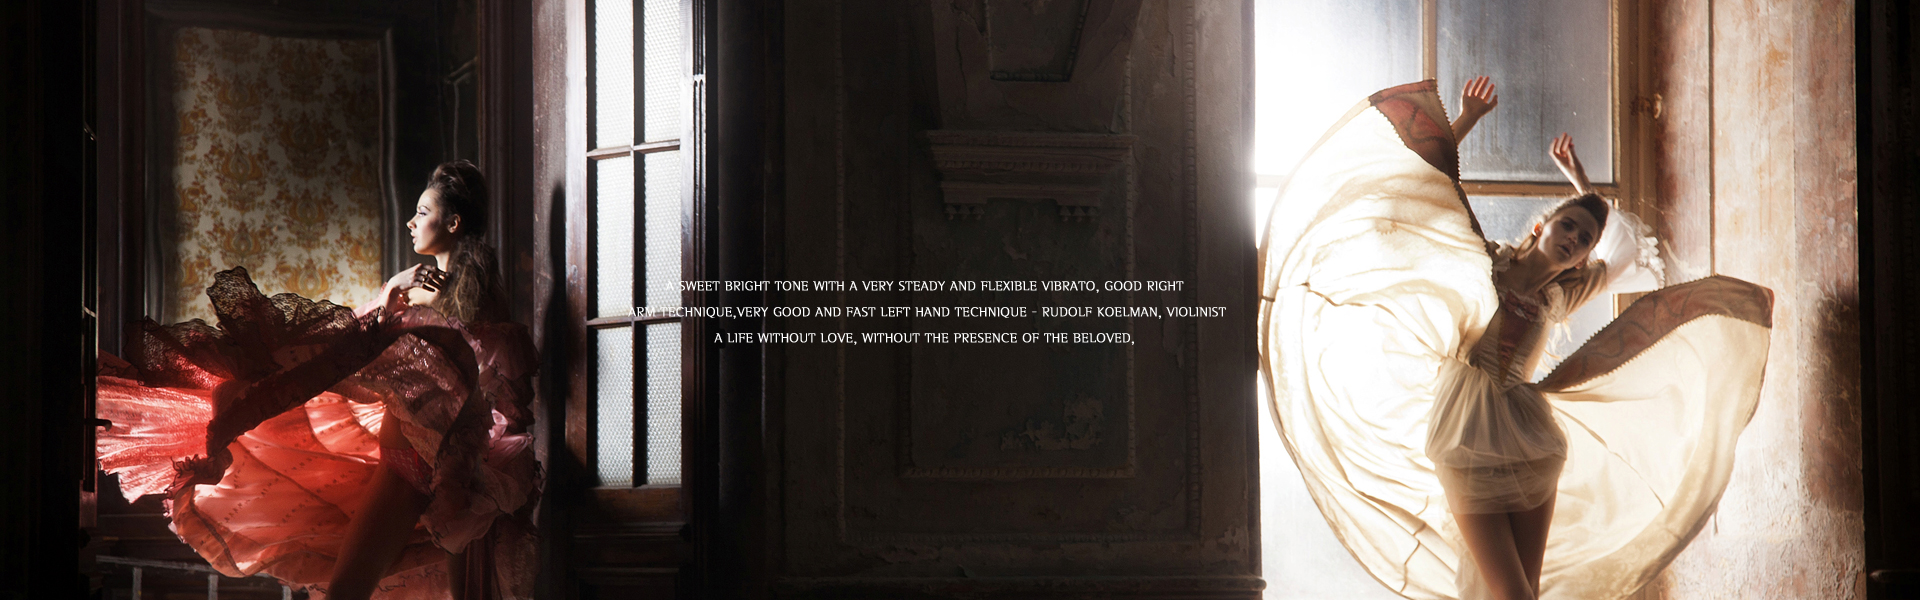 A SWEET BRIGHT TONE WITH A VERY STEADY AND FLEXIBLE VIBRATO, GOOD RIGHT
ARM TECHNIQUE,VERY GOOD AND FAST LEFT HAND TECHNIQUE - RUDOLF KOELMAN, VIOLINIST
A LIFE WITHOUT LOVE, WITHOUT THE PRESENCE OF THE BELOVED,